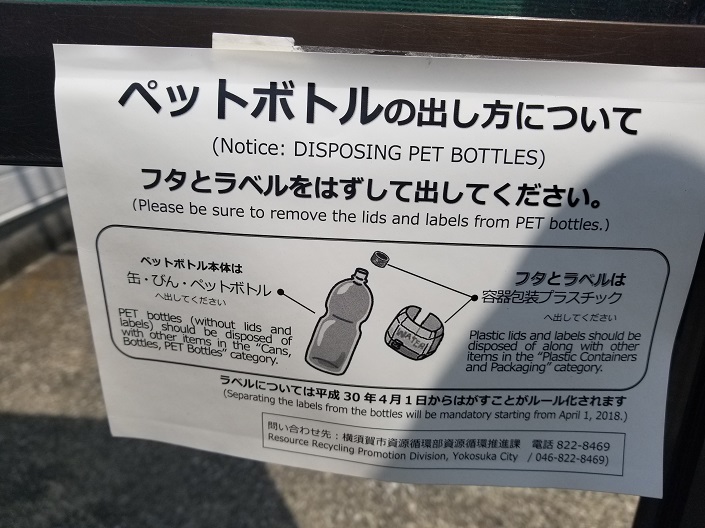 ペットボトルの出し方について
(Notice: DISPOSING PET BOTTLES)
フタとラベルをはずして出してください。
(Please be sure to remove the lids and labels from PET bottles.)
ペットボトル本体は
缶・びん・ペットボトル
へ出してください
PET bottles (without lids and
labels) should be disposed of
with other items in the "Cans,
Bottles, PET Bottles" category.
WATER
フタとラベルは
容器包装プラスチック
へ出してください
Plastic lids and labels should be
disposed of along with other
items in the "Plastic Containers
and Packaging" category.
ラベルについては平成 30 年 4 月 1 日からはがすことがルール化されます
(Separating the labels from the bottles will be mandatory starting from April 1, 2018.)
問い合わせ先：横須賀市資源循環部資源循環推進課 電話 822-8469
Resource Recycling Promotion Division, Yokosuka City / 046-822-8469)